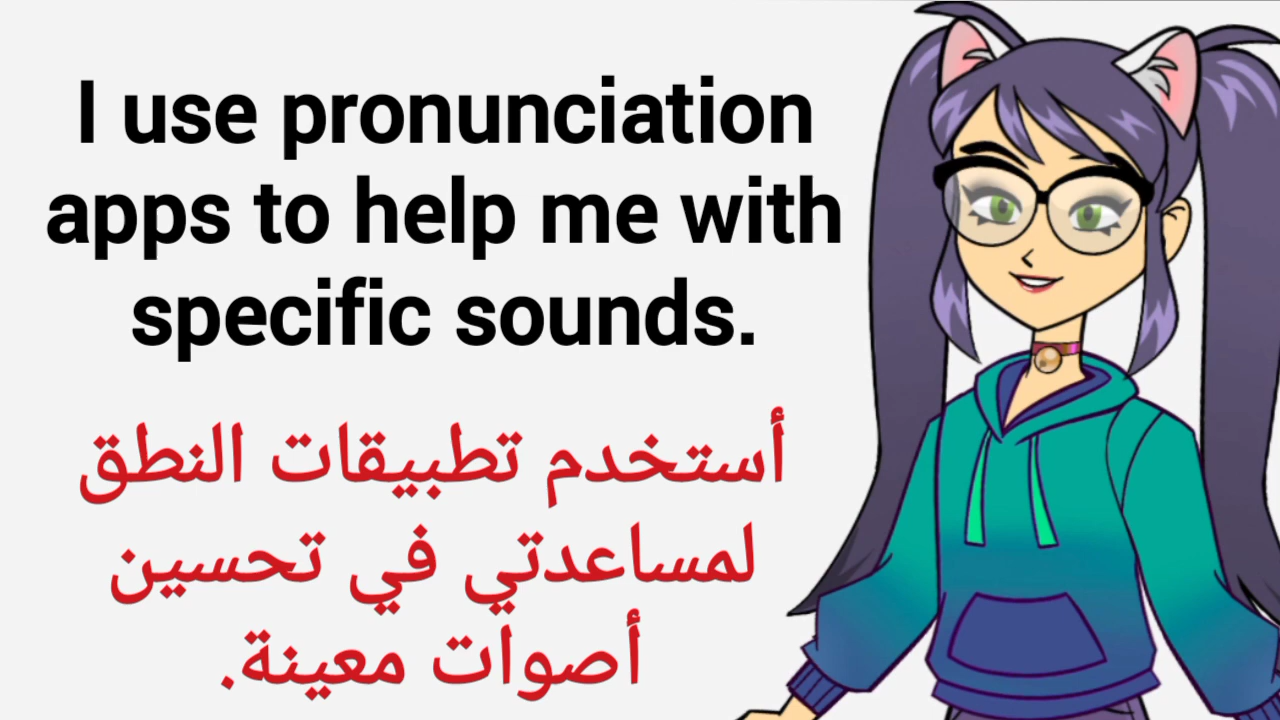 I use pronunciation
apps to help me with
specific sounds.
أستخدم تطبيقات النطق
لمساعدتي في تحسين
أصوات معينة.